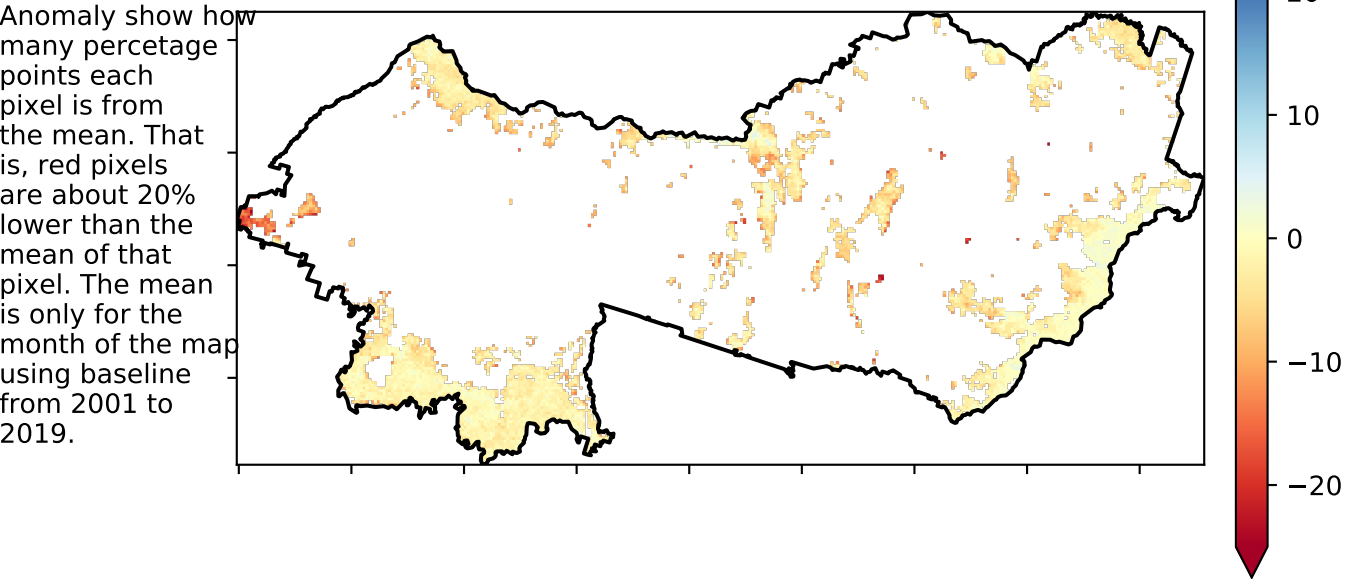 Anomaly show how
many percetage
points each
pixel is from
the mean. That
is, red pixels
are about 20%
lower than the
mean of that
pixel. The mean
is only for the
month of the map
using baseline
from 2001 to
2019.
10
0
−10
−20